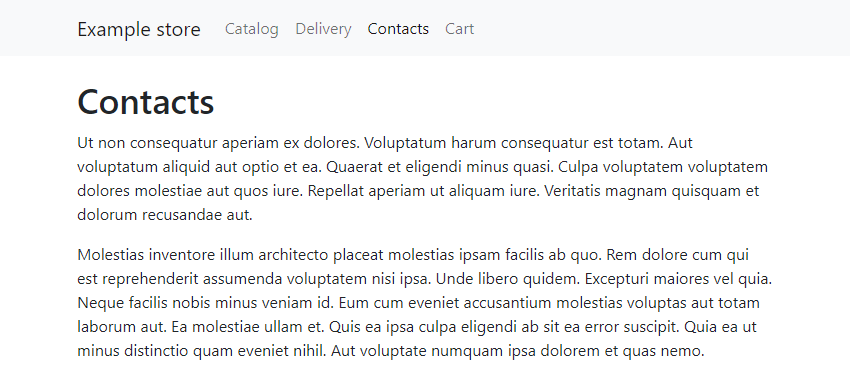 Example store Catalog Delivery Contacts Cart
Contacts
Ut non consequatur aperiam ex dolores. Voluptatum harum consequatur est totam. Aut
voluptatum aliquid aut optio et ea. Quaerat et eligendi minus quasi. Culpa voluptatem voluptatem
dolores molestiae aut quos iure. Repellat aperiam ut aliquam iure. Veritatis magnam quisquam et
dolorum recusandae aut.
Molestias inventore illum architecto placeat molestias ipsam facilis ab quo. Rem dolore cum qui
est reprehenderit assumenda voluptatem nisi ipsa. Unde libero quidem. Excepturi maiores vel quia.
Neque facilis nobis minus veniam id. Eum cum eveniet accusantium molestias voluptas aut totam
laborum aut. Ea molestiae ullam et. Quis ea ipsa culpa eligendi ab sit ea error suscipit. Quia ea ut
minus distinctio quam eveniet nihil. Aut voluptate numquam ipsa dolorem et quas nemo.